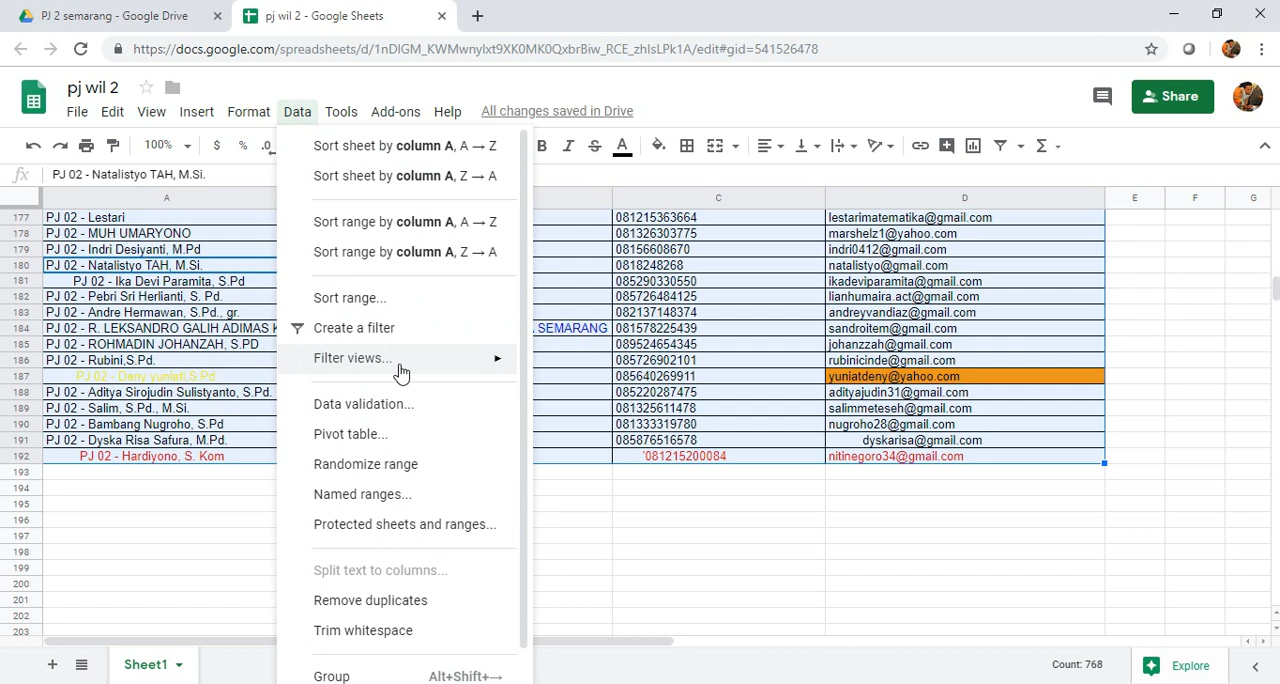 PJ 2 semarang - Google Drive
pj wil 2 - Google Sheets
https://docs.google.com/spreadsheets/d/1nDlGM_KWMwnylxt9XK0MK0QxbrBiw_RCE_zhlsLPk1A/edit#gid=541526478
pj wil 2
File Edit View Insert Format Data Tools Add-ons Help All changes saved in Drive
Share
100% $ % .0 B I S A
fx PJ 02 - Natalistyo TAH, M.Si.
A C D E F G
177 PJ 02 - Lestari 081215363664 lestarimatematika@gmail.com
178 PJ 02 - MUH UMARYONO 081326303775 marshelz1@yahoo.com
179 PJ 02 - Indri Desiyanti, M.Pd 08156608670 indri0412@gmail.com
180 PJ 02 - Natalistyo TAH, M.Si. 0818248268 natalistyo@gmail.com
181 PJ 02 - Ika Devi Paramita, S.Pd 085290330550 ikadeviparamita@gmail.com
182 PJ 02 - Pebri Sri Herlianti, S. Pd. 085726484125 lianhumaira.act@gmail.com
183 PJ 02 - Andre Hermawan, S.Pd., gr. 082137148374 andreyvandiaz@gmail.com
184 PJ 02 - R. LEKSANDRO GALIH ADIMAS K SEMARANG 081578225439 sandroitem@gmail.com
185 PJ 02 - ROHMADIN JOHANZAH, S.PD 089524654345 johanzzah@gmail.com
186 PJ 02 - Rubini,S.Pd. 085726902101 rubinicinde@gmail.com
187 PJ 02 - Deny yuniati,S.Pd 085640269911 yuniatdeny@yahoo.com
188 PJ 02 - Aditya Sirojudin Sulistyanto, S.Pd. 085220287475 adityajudin31@gmail.com
189 PJ 02 - Salim, S.Pd., M.Si. 081325611478 salimmeteseh@gmail.com
190 PJ 02 - Bambang Nugroho, S.Pd 081333319780 nugroho28@gmail.com
191 PJ 02 - Dyska Risa Safura, M.Pd. 085876516578 dyskarisa@gmail.com
192 PJ 02 - Hardiyono, S. Kom '081215200084 nitinegoro34@gmail.com
193
194
195
196
197
198
199
200
201
202
203
Sort sheet by column A, A → Z
Sort sheet by column A, Z → A
Sort range by column A, A → Z
Sort range by column A, Z → A
Sort range...
Create a filter
Filter views...
Data validation...
Pivot table...
Randomize range
Named ranges...
Protected sheets and ranges...
Split text to columns...
Remove duplicates
Trim whitespace
Group Alt+Shift+→
Sheet1
Count: 768
Explore